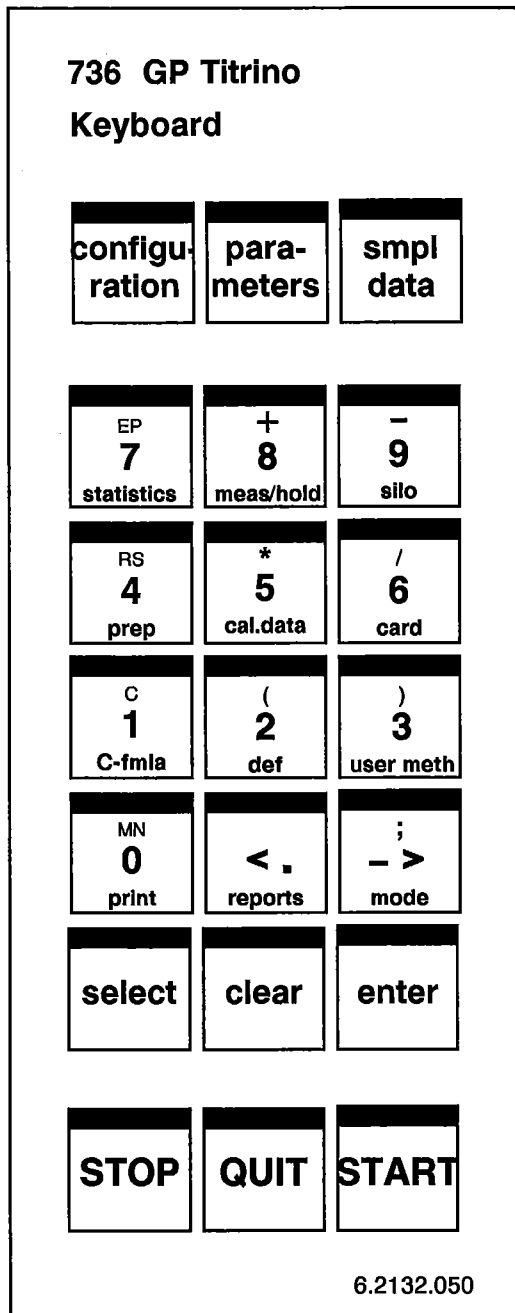 736 GP Titrino
Keyboard
configu- para- smpl
ration meters data
EP + –
7 8 9
statistics meas/hold silo
RS * /
4 5 6
prep cal.data card
C ( )
1 2 3
C-fmla def user meth
MN ;
0 < . – >
print reports mode
select clear enter
STOP QUIT START
6.2132.050